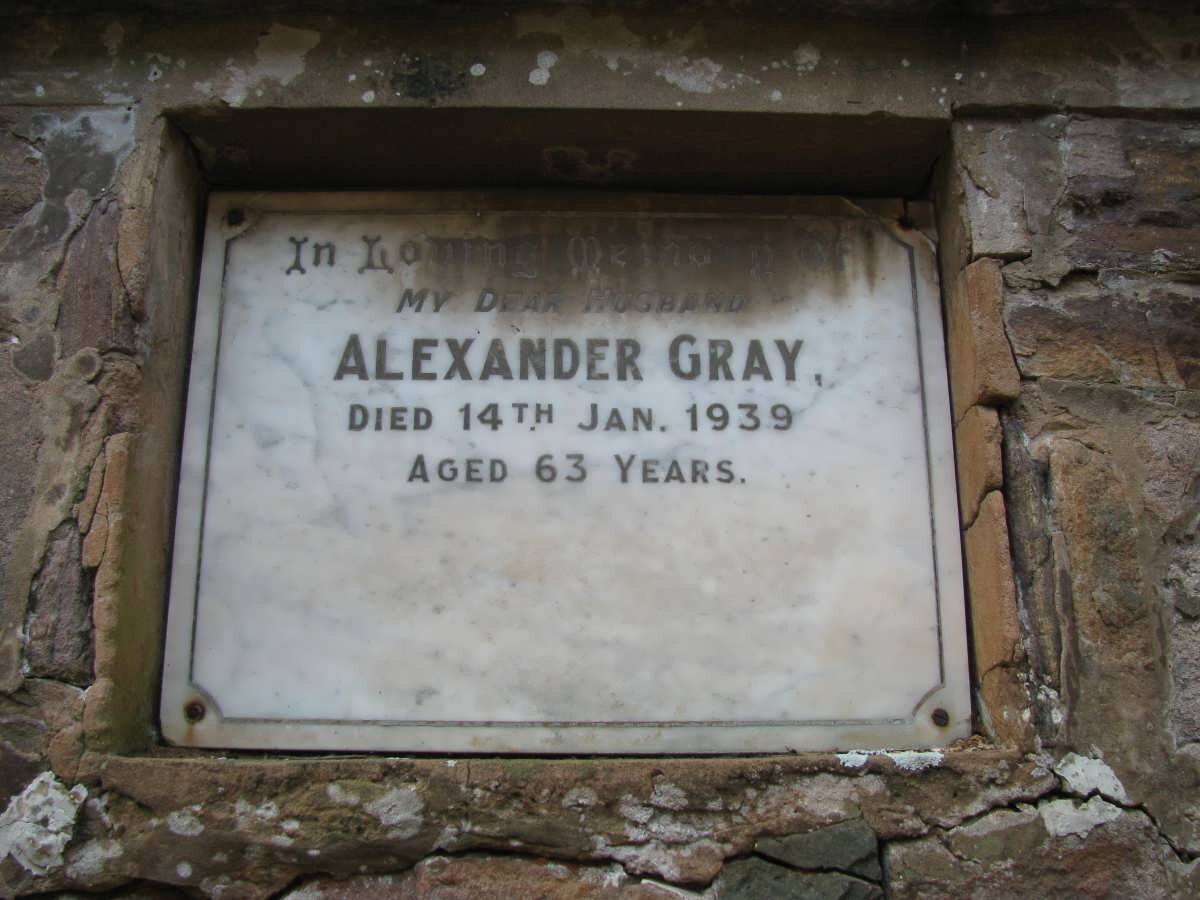 In Loving Memory of
MY DEAR HUSBAND
ALEXANDER GRAY,
DIED 14TH JAN. 1939
AGED 63 YEARS.